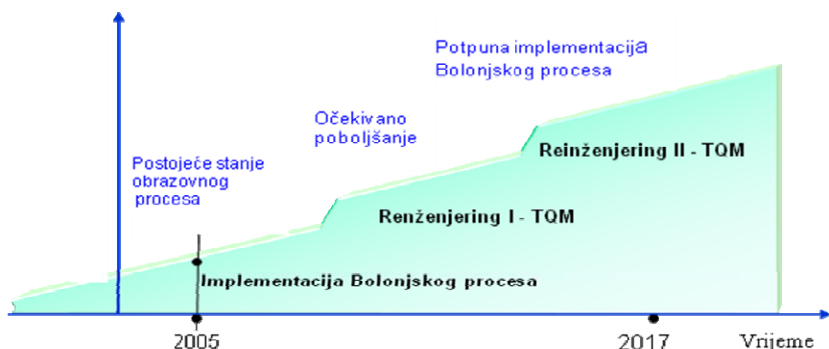 Potpuna implementacija
Bolonjskog procesa
Očekivano
poboljšanje
Reinženjering II - TQM
Postojeće stanje
obrazovnog
procesa
Renženjering I - TQM
Implementacija Bolonjskog procesa
2005
2017
Vrijeme